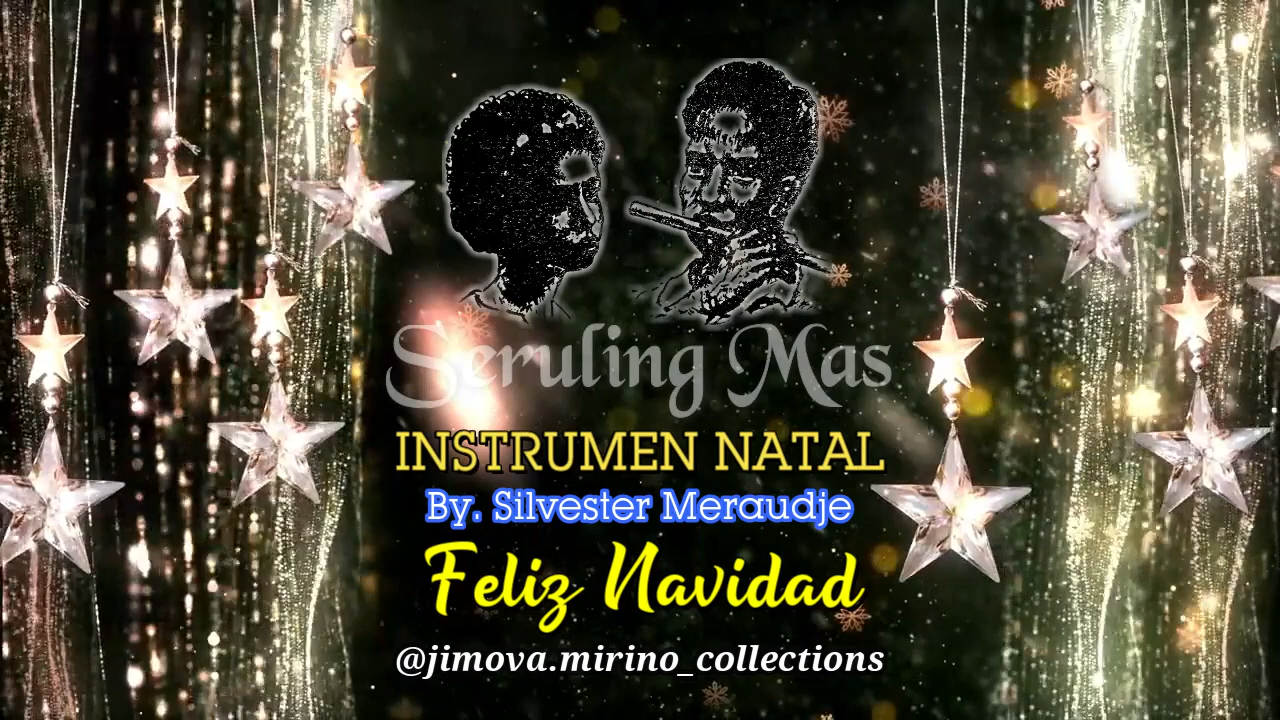 Seruling Mas
INSTRUMEN NATAL
By. Silvester Meraudje
Feliz Navidad
@jimova.mirino_collections